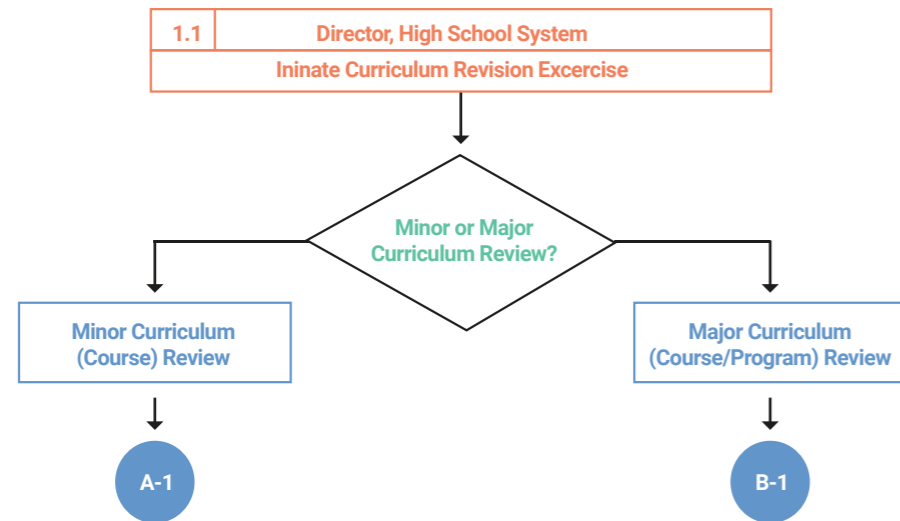 1.1 Director, High School System
Ininate Curriculum Revision Excercise
Minor or Major
Curriculum Review?
Minor Curriculum
(Course) Review
Major Curriculum
(Course/Program) Review
A-1
B-1